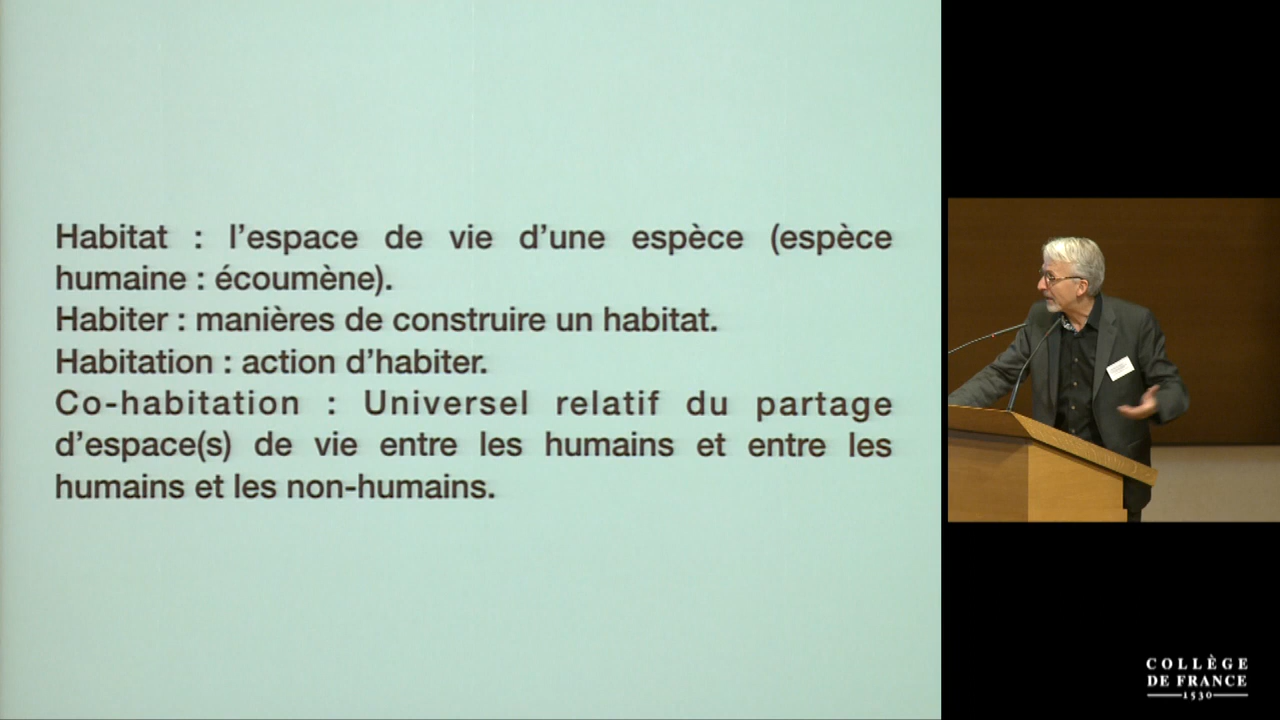 Habitat : l’espace de vie d’une espèce (espèce
humaine : écoumène).
Habiter : manières de construire un habitat.
Habitation : action d’habiter.
Co-habitation : Universel relatif du partage
d’espace(s) de vie entre les humains et entre les
humains et les non-humains.
COLLÈGE
DE FRANCE
1530